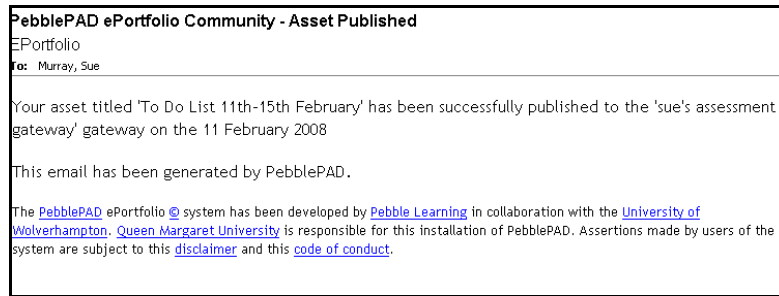 PebblePAD ePortfolio Community - Asset Published
EPortfolio
To: Murray, Sue
Your asset titled 'To Do List 11th-15th February' has been successfully published to the 'sue's assessment
gateway' gateway on the 11 February 2008
This email has been generated by PebblePAD.
The PebblePAD ePortfolio © system has been developed by Pebble Learning in collaboration with the University of
Wolverhampton. Queen Margaret University is responsible for this installation of PebblePAD. Assertions made by users of the
system are subject to this disclaimer and this code of conduct.